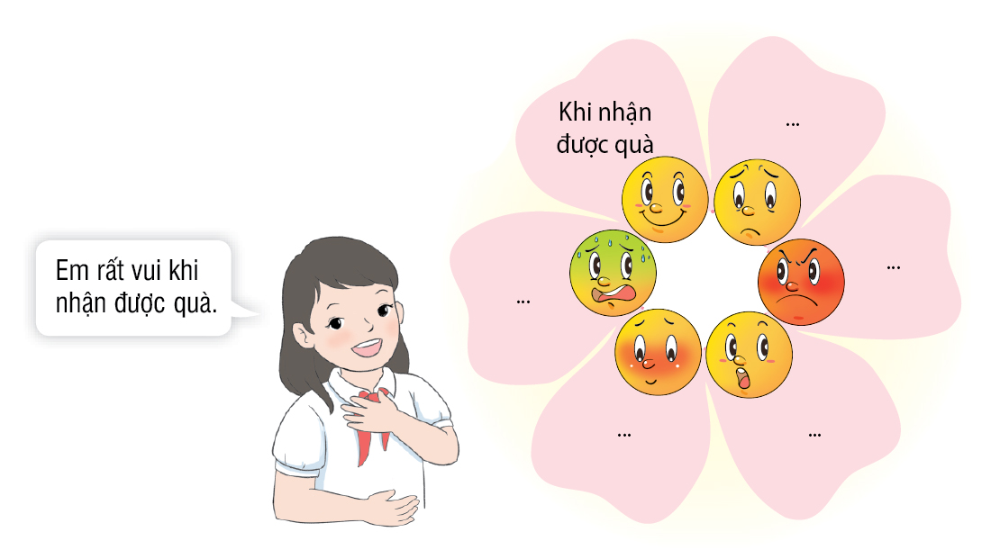 Em rất vui khi
nhận được quà.
Khi nhận
được quà
...
...
...
...
...